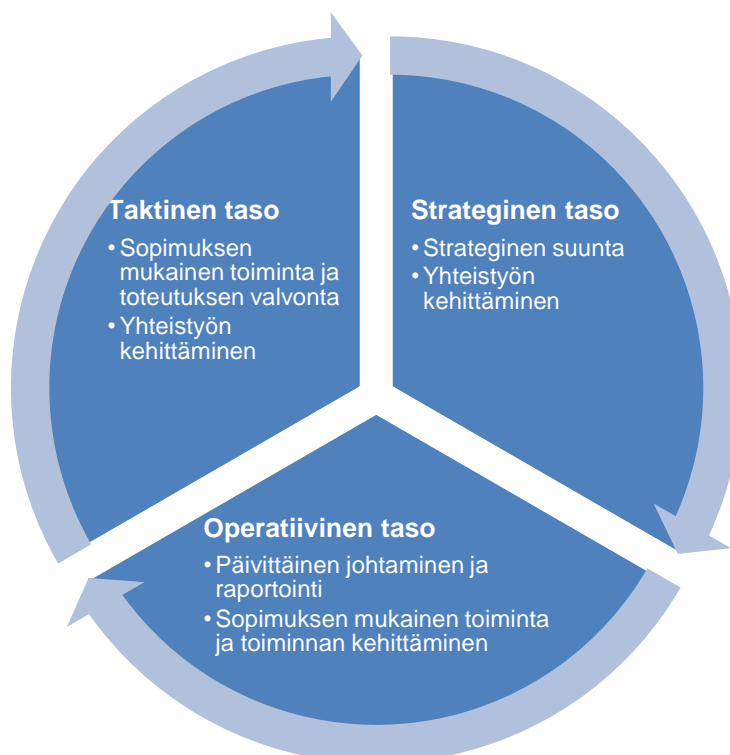 Taktinen taso
• Sopimuksen
mukainen toiminta ja
toteutuksen valvonta
• Yhteistyön
kehittäminen
Strateginen taso
• Strateginen suunta
• Yhteistyön
kehittäminen
Operatiivinen taso
• Päivittäinen johtaminen ja
raportointi
• Sopimuksen mukainen toiminta
ja toiminnan kehittäminen